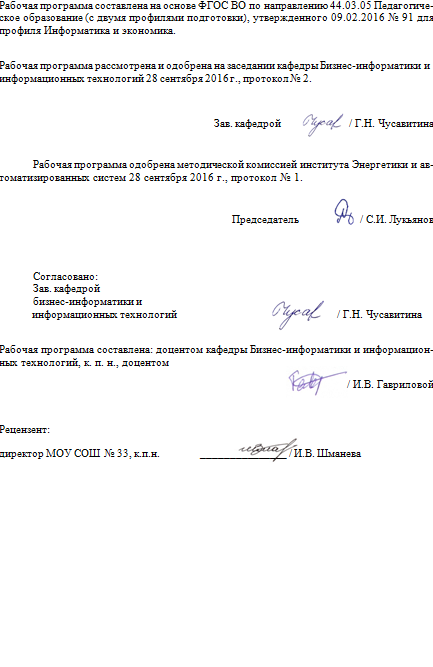 Рабочая программа составлена на основе ФГОС ВО по направлению 44.03.05 Педагогиче-
ское образование (с двумя профилями подготовки), утвержденного 09.02.2016 № 91 для
профиля Информатика и экономика.
Рабочая программа рассмотрена и одобрена на заседании кафедры Бизнес-информатики и
информационных технологий 28 сентября 2016 г., протокол № 2.
Зав. кафедрой / Г.Н. Чусавитина
Рабочая программа одобрена методической комиссией института Энергетики и ав-
томатизированных систем 28 сентября 2016 г., протокол № 1.
Председатель / С.И. Лукьянов
Согласовано:
Зав. кафедрой
бизнес-информатики и
информационных технологий / Г.Н. Чусавитина
Рабочая программа составлена: доцентом кафедры Бизнес-информатики и информацион-
ных технологий, к. п. н., доцентом
/ И.В. Гавриловой
Рецензент:
директор МОУ СОШ № 33, к.п.н. ________________ / И.В. Шманева